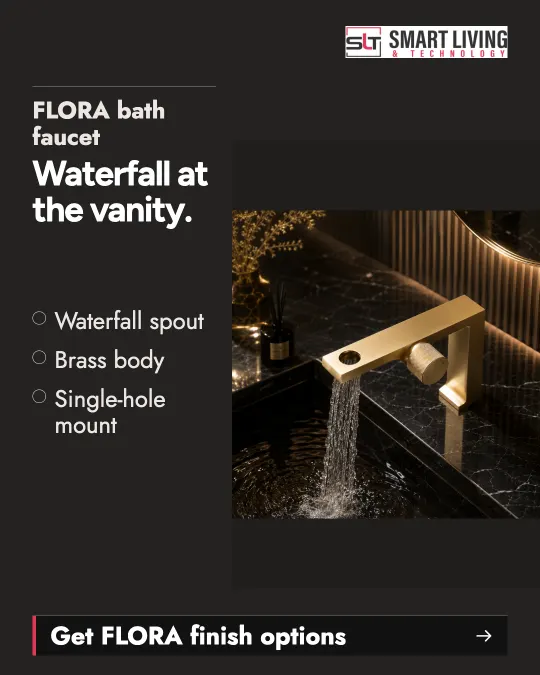 SLT SMART LIVING
& TECHNOLOGY
FLORA bath
faucet
Waterfall at
the vanity.
Waterfall spout
Brass body
Single-hole
mount
Get FLORA finish options →